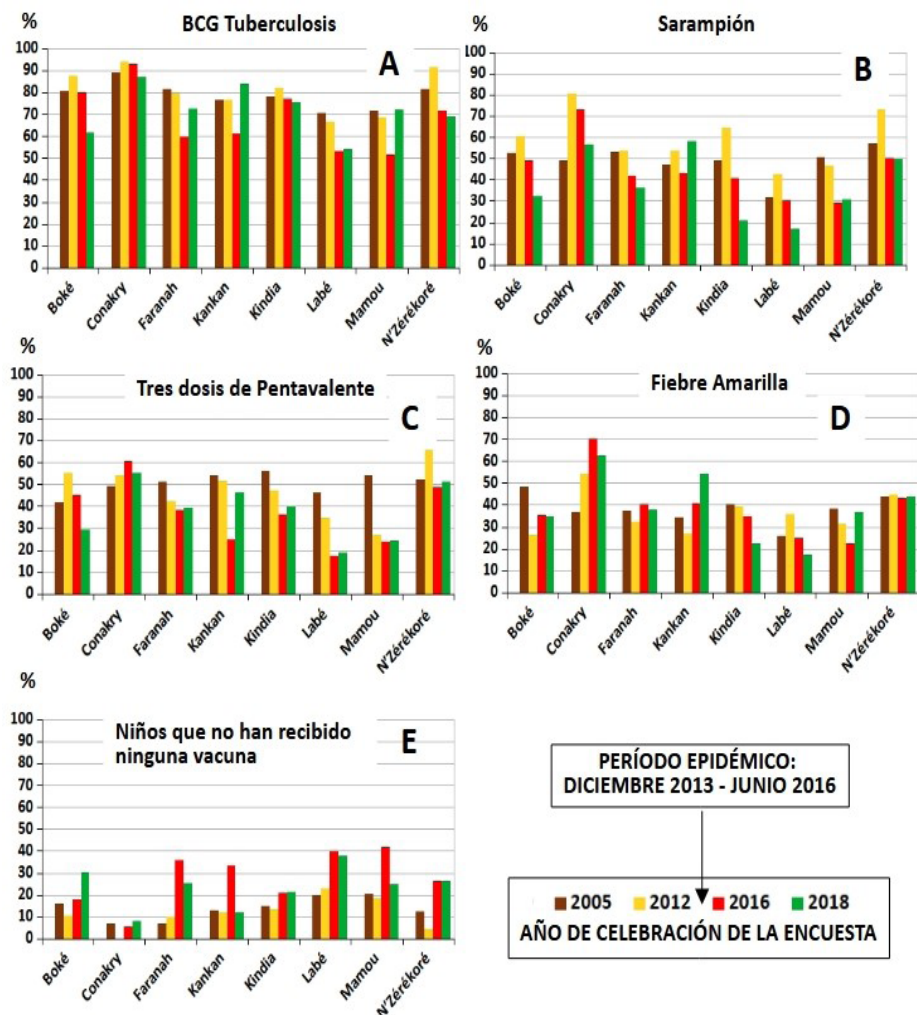 %
BCG Tuberculosis
A
100
90
80
70
60
50
40
30
20
10
0
Boké
Conakry
Faranah
Kankan
Kindia
Labé
Mamou
N'Zérékoré
%
Sarampión
B
100
90
80
70
60
50
40
30
20
10
0
Boké
Conakry
Faranah
Kankan
Kindia
Labé
Mamou
N'Zérékoré
%
Tres dosis de Pentavalente
C
100
90
80
70
60
50
40
30
20
10
0
Boké
Conakry
Faranah
Kankan
Kindia
Labé
Mamou
N'Zérékoré
%
Fiebre Amarilla
D
100
90
80
70
60
50
40
30
20
10
0
Boké
Conakry
Faranah
Kankan
Kindia
Labé
Mamou
N'Zérékoré
%
Niños que no han recibido
ninguna vacuna
E
100
90
80
70
60
50
40
30
20
10
0
Boké
Conakry
Faranah
Kankan
Kindia
Labé
Mamou
N'Zérékoré
PERÍODO EPIDÉMICO:
DICIEMBRE 2013 - JUNIO 2016
2005 2012 2016 2018
AÑO DE CELEBRACIÓN DE LA ENCUESTA